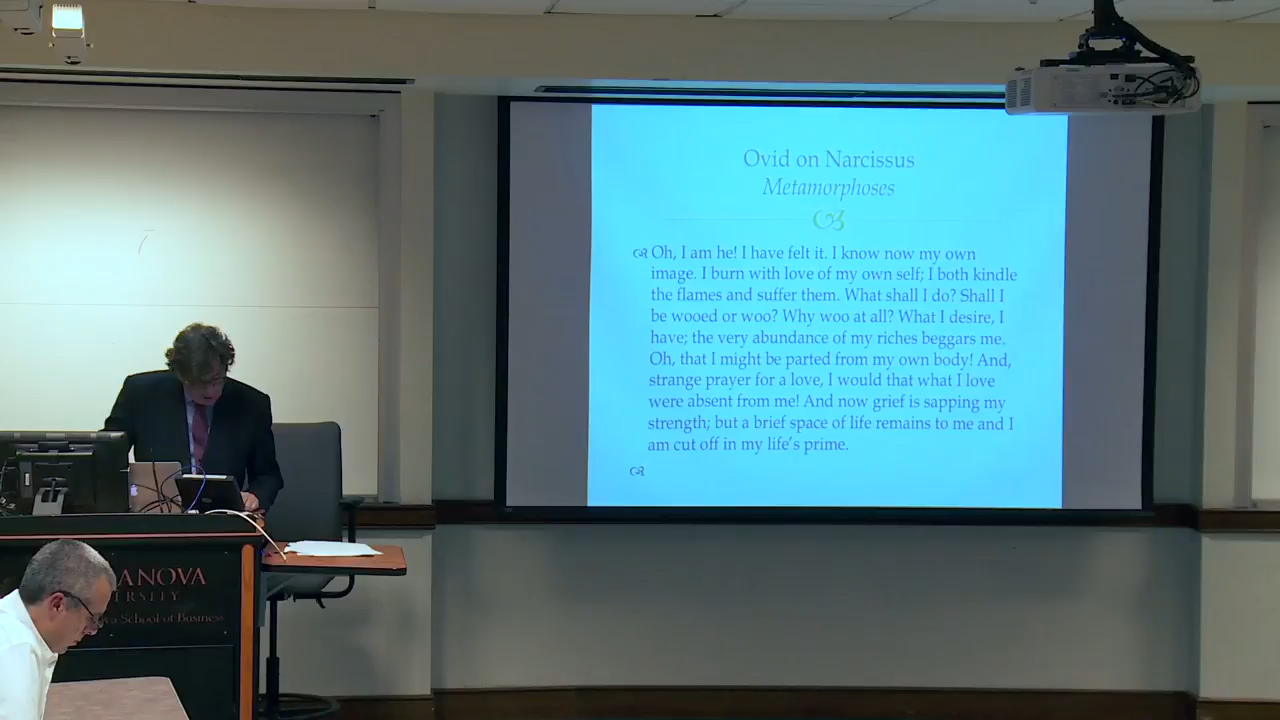 Ovid on Narcissus
Metamorphoses
Oh, I am he! I have felt it. I know now my own
image. I burn with love of my own self; I both kindle
the flames and suffer them. What shall I do? Shall I
be wooed or woo? Why woo at all? What I desire, I
have; the very abundance of my riches beggars me.
Oh, that I might be parted from my own body! And,
strange prayer for a love, I would that what I love
were absent from me! And now grief is sapping my
strength; but a brief space of life remains to me and I
am cut off in my life's prime.
ANOVA
ERSITY
School of Business